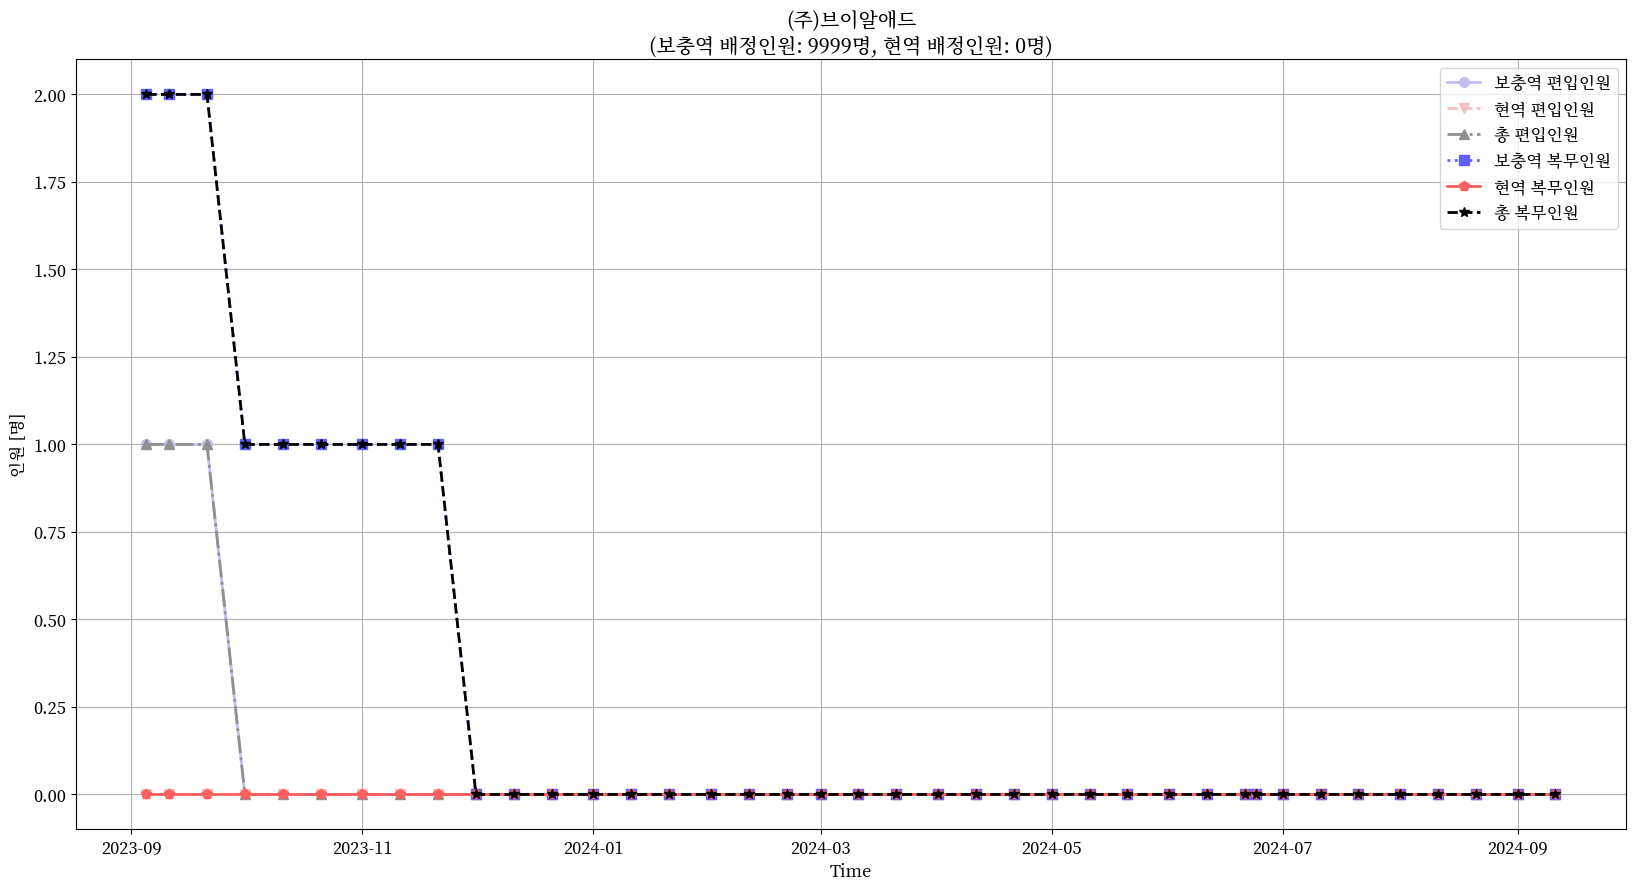 (주)브이알애드
(보충역 배정인원: 9999명, 현역 배정인원: 0명)
보충역 편입인원
현역 편입인원
총 편입인원
보충역 복무인원
현역 복무인원
총 복무인원
2.00
1.75
1.50
1.25
1.00
0.75
0.50
0.25
0.00
인원 [명]
2023-09 2023-11 2024-01 2024-03 2024-05 2024-07 2024-09
Time